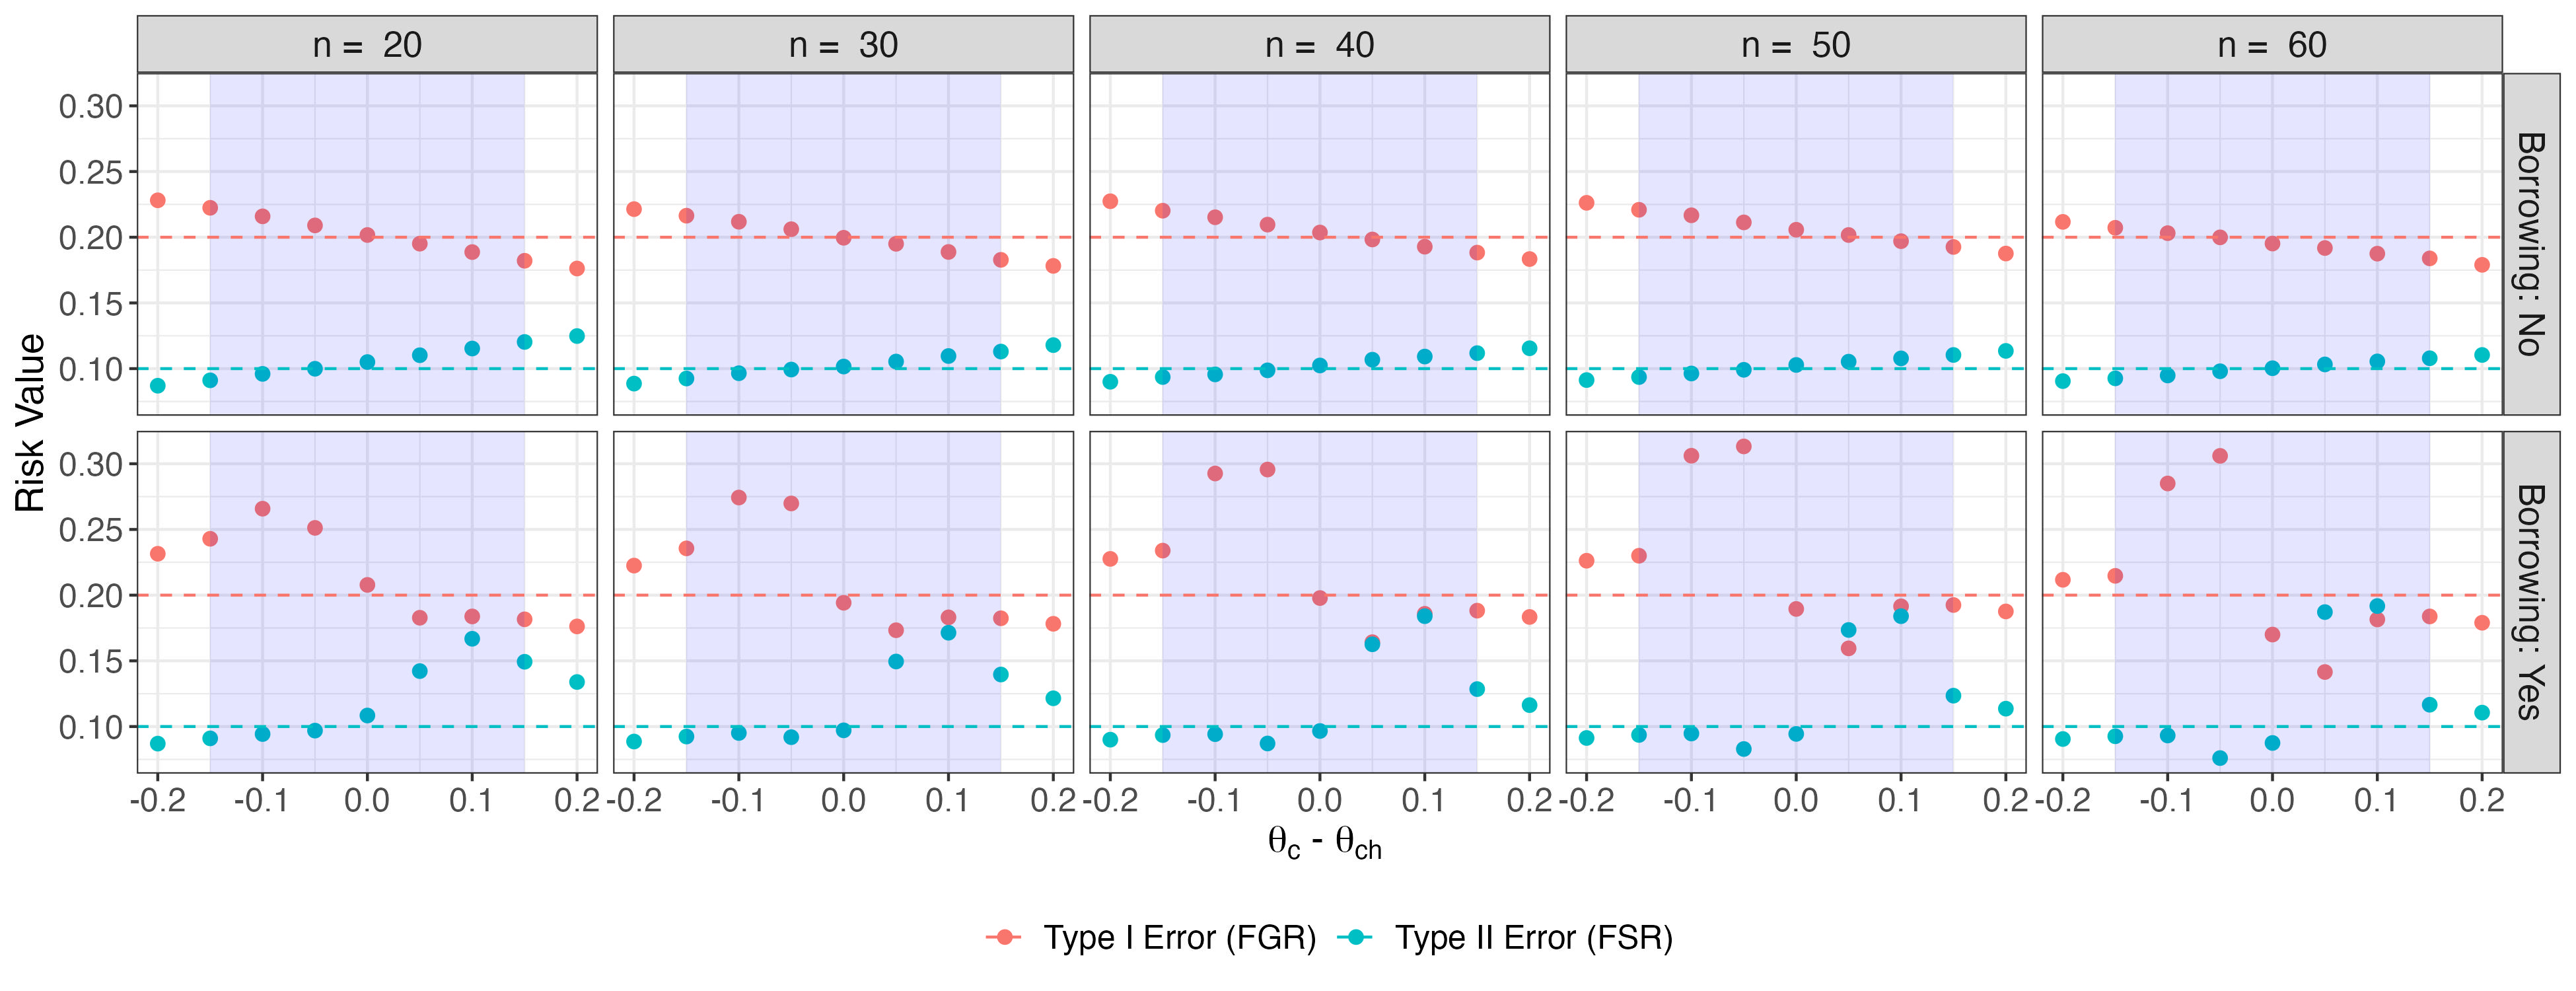 n = 20
n = 30
n = 40
n = 50
n = 60
0.30
0.25
0.20
0.15
0.10
Borrowing: No
0.30
0.25
0.20
0.15
0.10
Borrowing: Yes
Risk Value
-0.2 -0.1 0.0 0.1 0.2
-0.2 -0.1 0.0 0.1 0.2
-0.2 -0.1 0.0 0.1 0.2
-0.2 -0.1 0.0 0.1 0.2
-0.2 -0.1 0.0 0.1 0.2
θc - θch
Type I Error (FGR) Type II Error (FSR)